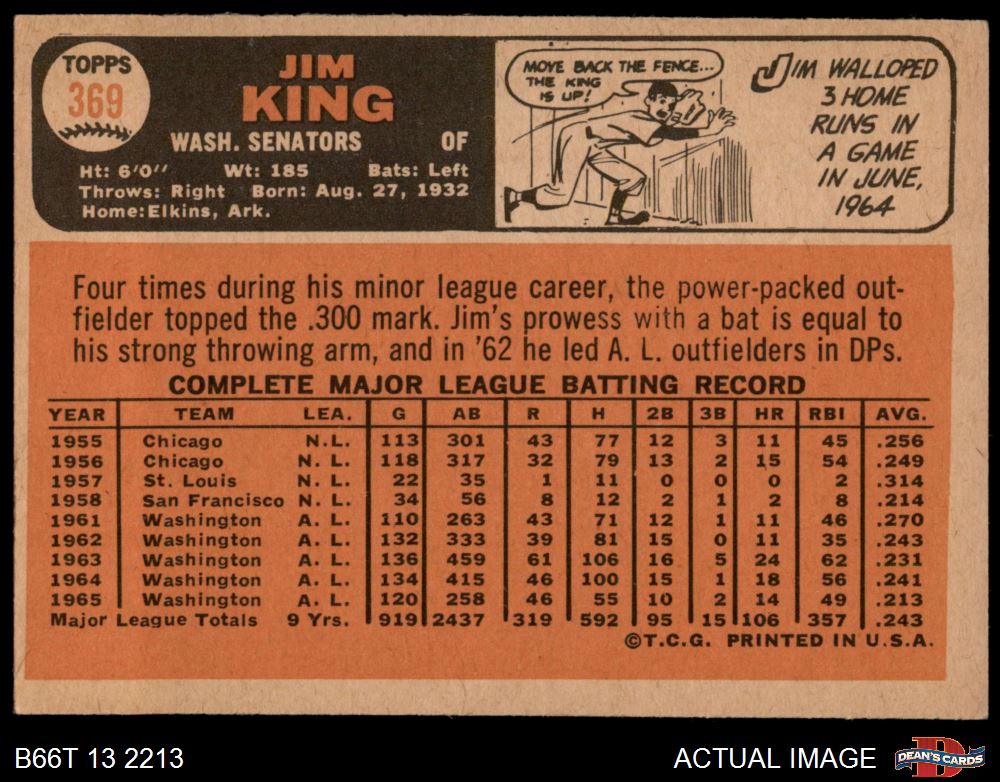 TOPPS
369
JIM
KING
WASH. SENATORS OF
Ht: 6'0" Wt: 185 Bats: Left
Throws: Right Born: Aug. 27, 1932
Home: Elkins, Ark.
MOVE BACK THE FENCE...
THE KING
IS UP!
JIM WALLOPED
3 HOME
RUNS IN
A GAME
IN JUNE,
1964
Four times during his minor league career, the power-packed out-
fielder topped the .300 mark. Jim's prowess with a bat is equal to
his strong throwing arm, and in '62 he led A. L. outfielders in DPs.
COMPLETE MAJOR LEAGUE BATTING RECORD
YEAR TEAM LEA. G AB R H 2B 3B HR RBI AVG.
1955 Chicago N.L. 113 301 43 77 12 3 11 45 .256
1956 Chicago N. L. 118 317 32 79 13 2 15 54 .249
1957 St. Louis N. L. 22 35 1 11 0 0 0 2 .314
1958 San Francisco N. L. 34 56 8 12 2 1 2 8 .214
1961 Washington A. L. 110 263 43 71 12 1 11 46 .270
1962 Washington A. L. 132 333 39 81 15 0 11 35 .243
1963 Washington A. L. 136 459 61 106 16 5 24 62 .231
1964 Washington A. L. 134 415 46 100 15 1 18 56 .241
1965 Washington A. L. 120 258 46 55 10 2 14 49 .213
Major League Totals 9 Yrs. 919 2437 319 592 95 15 106 357 .243
©T.C.G. PRINTED IN U.S.A.
B66T 13 2213 ACTUAL IMAGE
D
DEAN'S CARDS